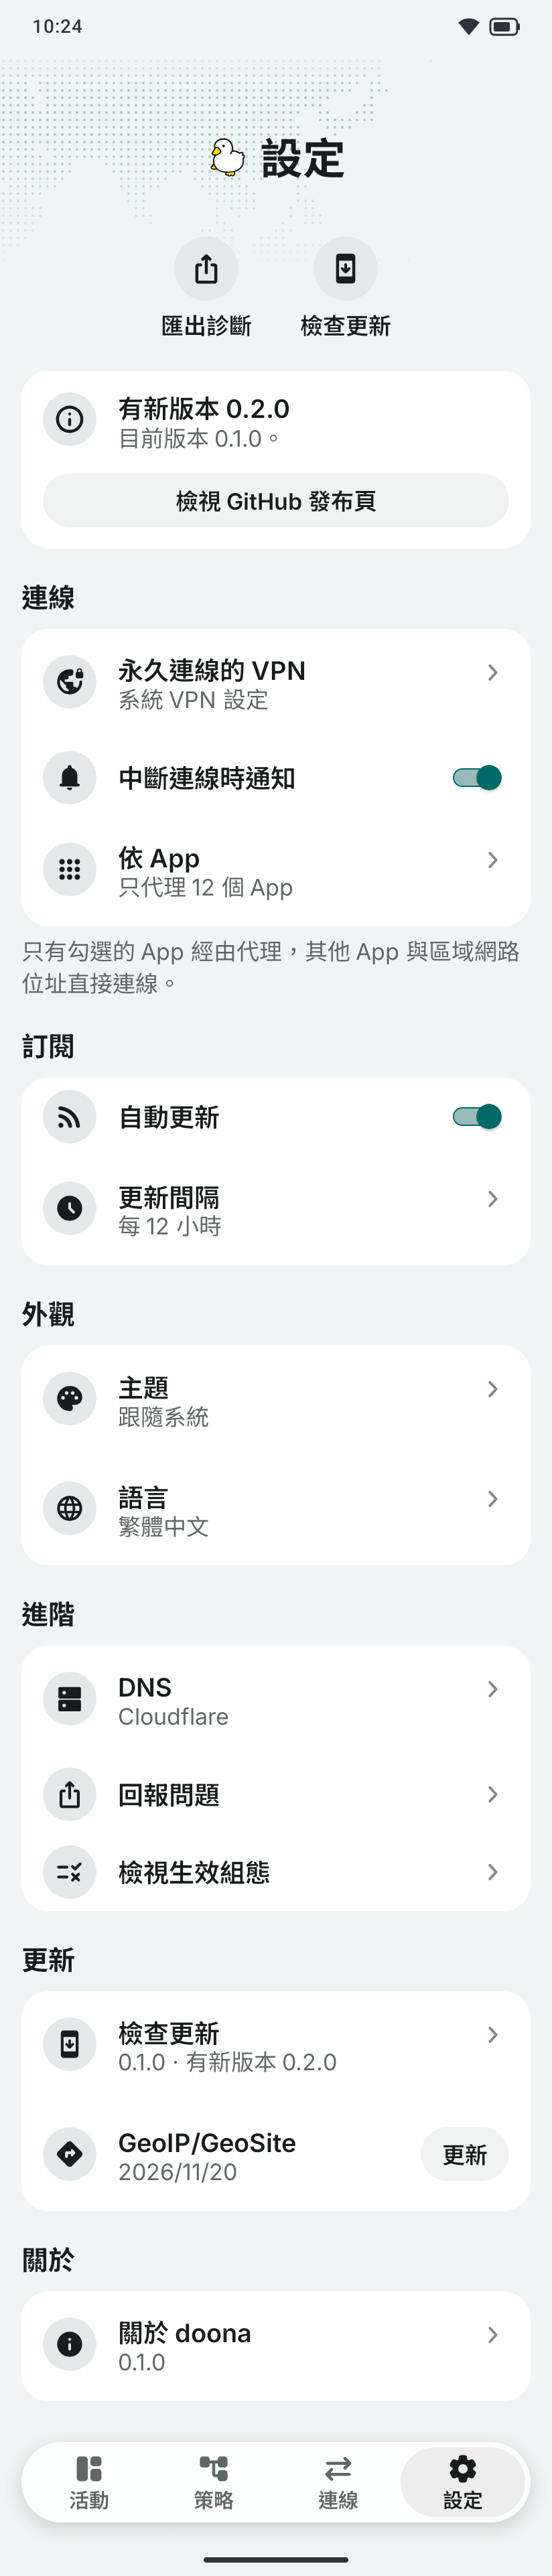 10:24
設定
匯出診斷
檢查更新
有新版本 0.2.0
目前版本 0.1.0。
檢視 GitHub 發布頁
連線
永久連線的 VPN
系統 VPN 設定
中斷連線時通知
依 App
只代理 12 個 App
只有勾選的 App 經由代理，其他 App 與區域網路
位址直接連線。
訂閱
自動更新
更新間隔
每 12 小時
外觀
主題
跟隨系統
語言
繁體中文
進階
DNS
Cloudflare
回報問題
檢視生效組態
更新
檢查更新
0.1.0 · 有新版本 0.2.0
GeoIP/GeoSite
2026/11/20
更新
關於
關於 doona
0.1.0
活動
策略
連線
設定